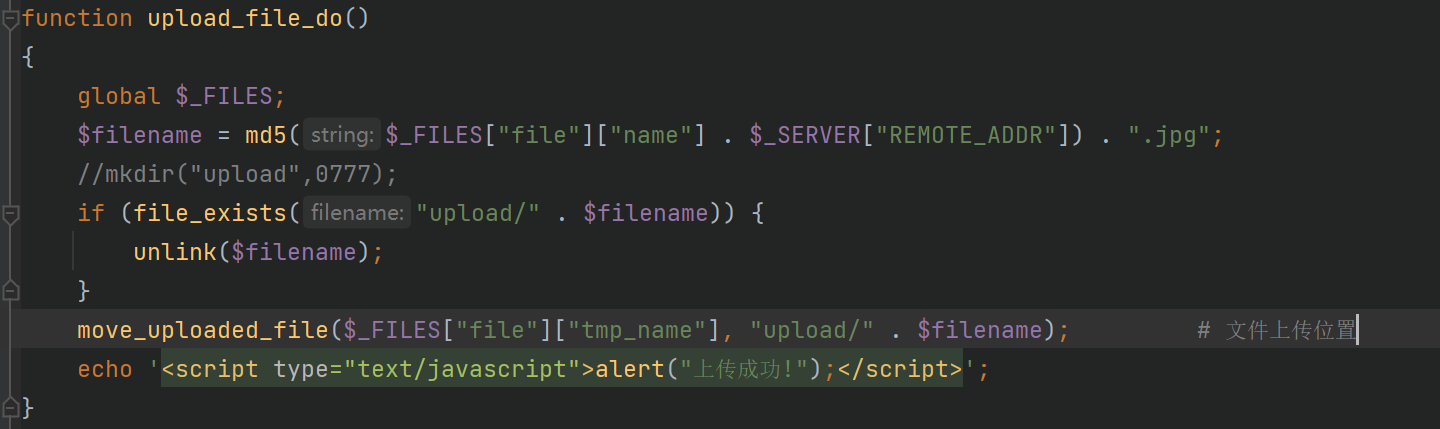 function upload_file_do()
{
    global $_FILES;
    $filename = md5( string: $_FILES["file"]["name"] . $_SERVER["REMOTE_ADDR"]) . ".jpg";
    //mkdir("upload",0777);
    if (file_exists( filename: "upload/" . $filename)) {
        unlink($filename);
    }
    move_uploaded_file($_FILES["file"]["tmp_name"], "upload/" . $filename);         # 文件上传位置
    echo '<script type="text/javascript">alert("上传成功!");</script>';
}